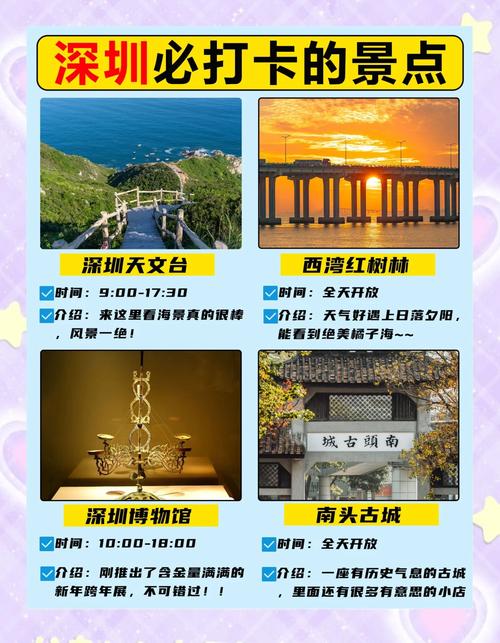 深圳必打卡的景点
深圳天文台
时间：9:00-17:30
介绍：来这里看海景真的很棒
，风景一绝！
西湾红树林
时间：全天开放
介绍：天气好遇上日落夕阳，
能看到绝美橘子海~~
深圳博物馆
时间：10:00-18:00
介绍：刚推出了含金量满满的
新年跨年展，不可错过！！
城古頭南
南头古城
时间：全天开放
介绍：一座有历史气息的古城
，里面还有很多有意思的小店